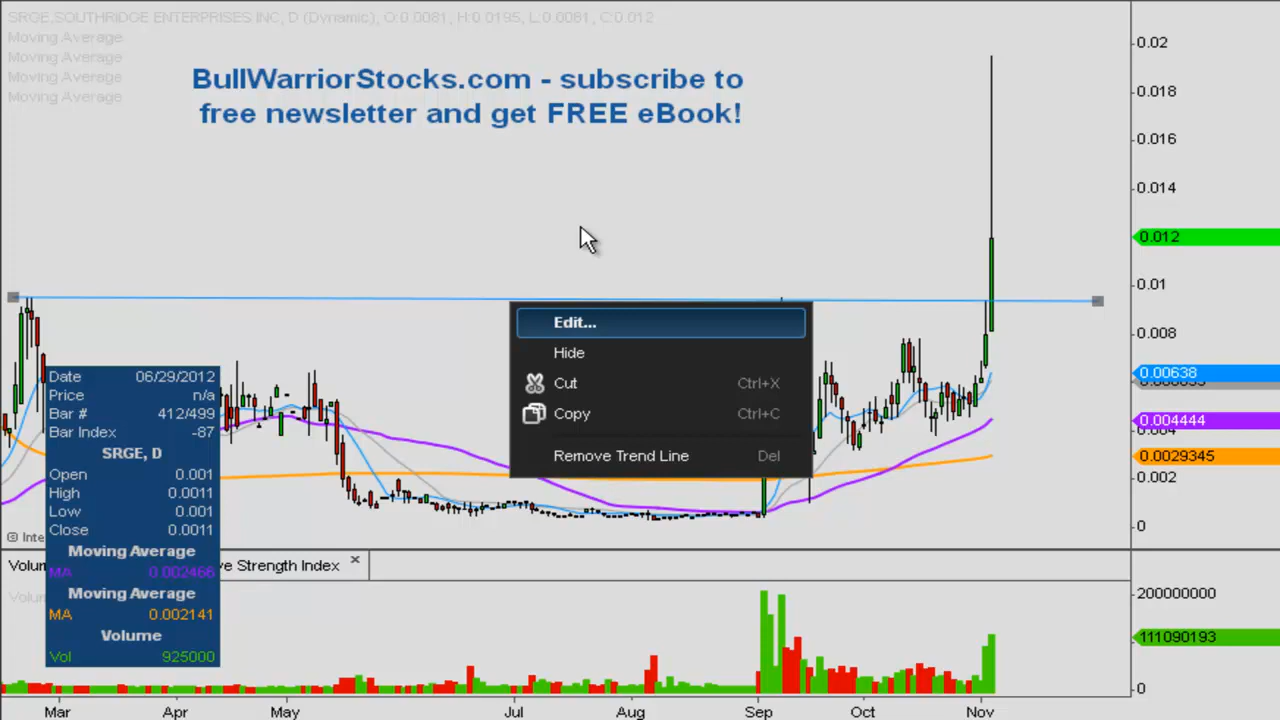 SRGE,SOUTHRIDGE ENTERPRISES INC, D (Dynamic), O:0.0081, H:0.0195, L:0.0081, C:0.012
Moving Average
Moving Average
Moving Average
Moving Average
BullWarriorStocks.com - subscribe to
free newsletter and get FREE eBook!
0.02
0.018
0.016
0.014
0.012
0.01
0.008
0.00638
0.004444
0.004
0.0029345
0.002
0
Edit...
Hide
Cut Ctrl+X
Copy Ctrl+C
Remove Trend Line Del
Date 06/29/2012
Price n/a
Bar # 412/499
Bar Index -87
SRGE, D
Open 0.001
High 0.0011
Low 0.001
Close 0.0011
Moving Average
MA 0.002466
Moving Average
MA 0.002141
Volume
Vol 925000
© Inte
Volum
ve Strength Index ×
Volun
200000000
111090193
0
Mar Apr May Jul Aug Sep Oct Nov